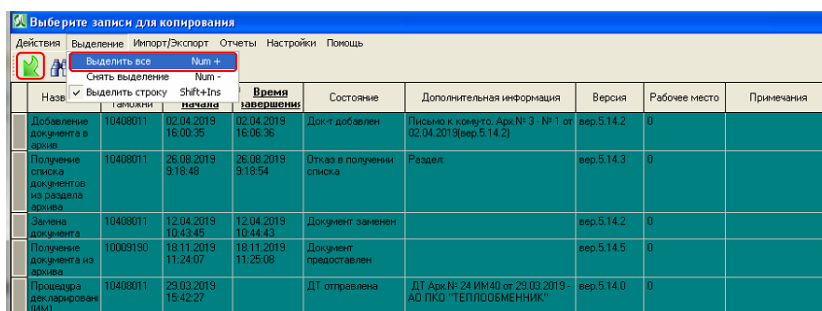 Выберите записи для копирования
Действия Выделение Импорт/Экспорт Отчеты Настройки Помощь
Выделить все Num +
Снять выделение Num -
Выделить строку Shift+Ins
Назв таможни начала Время завершения Состояние Дополнительная информация Версия Рабочее место Примечания
Добавление 10408011 02.04.2019 02.04.2019 Док-т добавлен Письмо к кому-то. Арх.№ 3 - № 1 от вер.5.14.2 0
документа в 16:00:35 16:06:36 02.04.2019(вер.5.14.2)
архив
Получение 10408011 26.08.2019 26.08.2019 Отказ в получении Раздел: вер.5.14.3 0
списка 9:18:48 9:18:54 списка
документов
из раздела
архива
Замена 10408011 12.04.2019 12.04.2019 Документ заменен вер.5.14.2 0
документа 10:43:45 10:44:43
Получение 10009190 18.11.2019 18.11.2019 Документ вер.5.14.5 0
документа из 11:24:07 11:25:08 предоставлен
архива
Процедура 10408011 29.03.2019 ДТ отправлена ДТ Арх.№ 24 ИМ40 от 29.03.2019 - вер.5.14.0 0
декларировани 15:42:27 АО ПКО "ТЕПЛООБМЕННИК"
(ИМ)